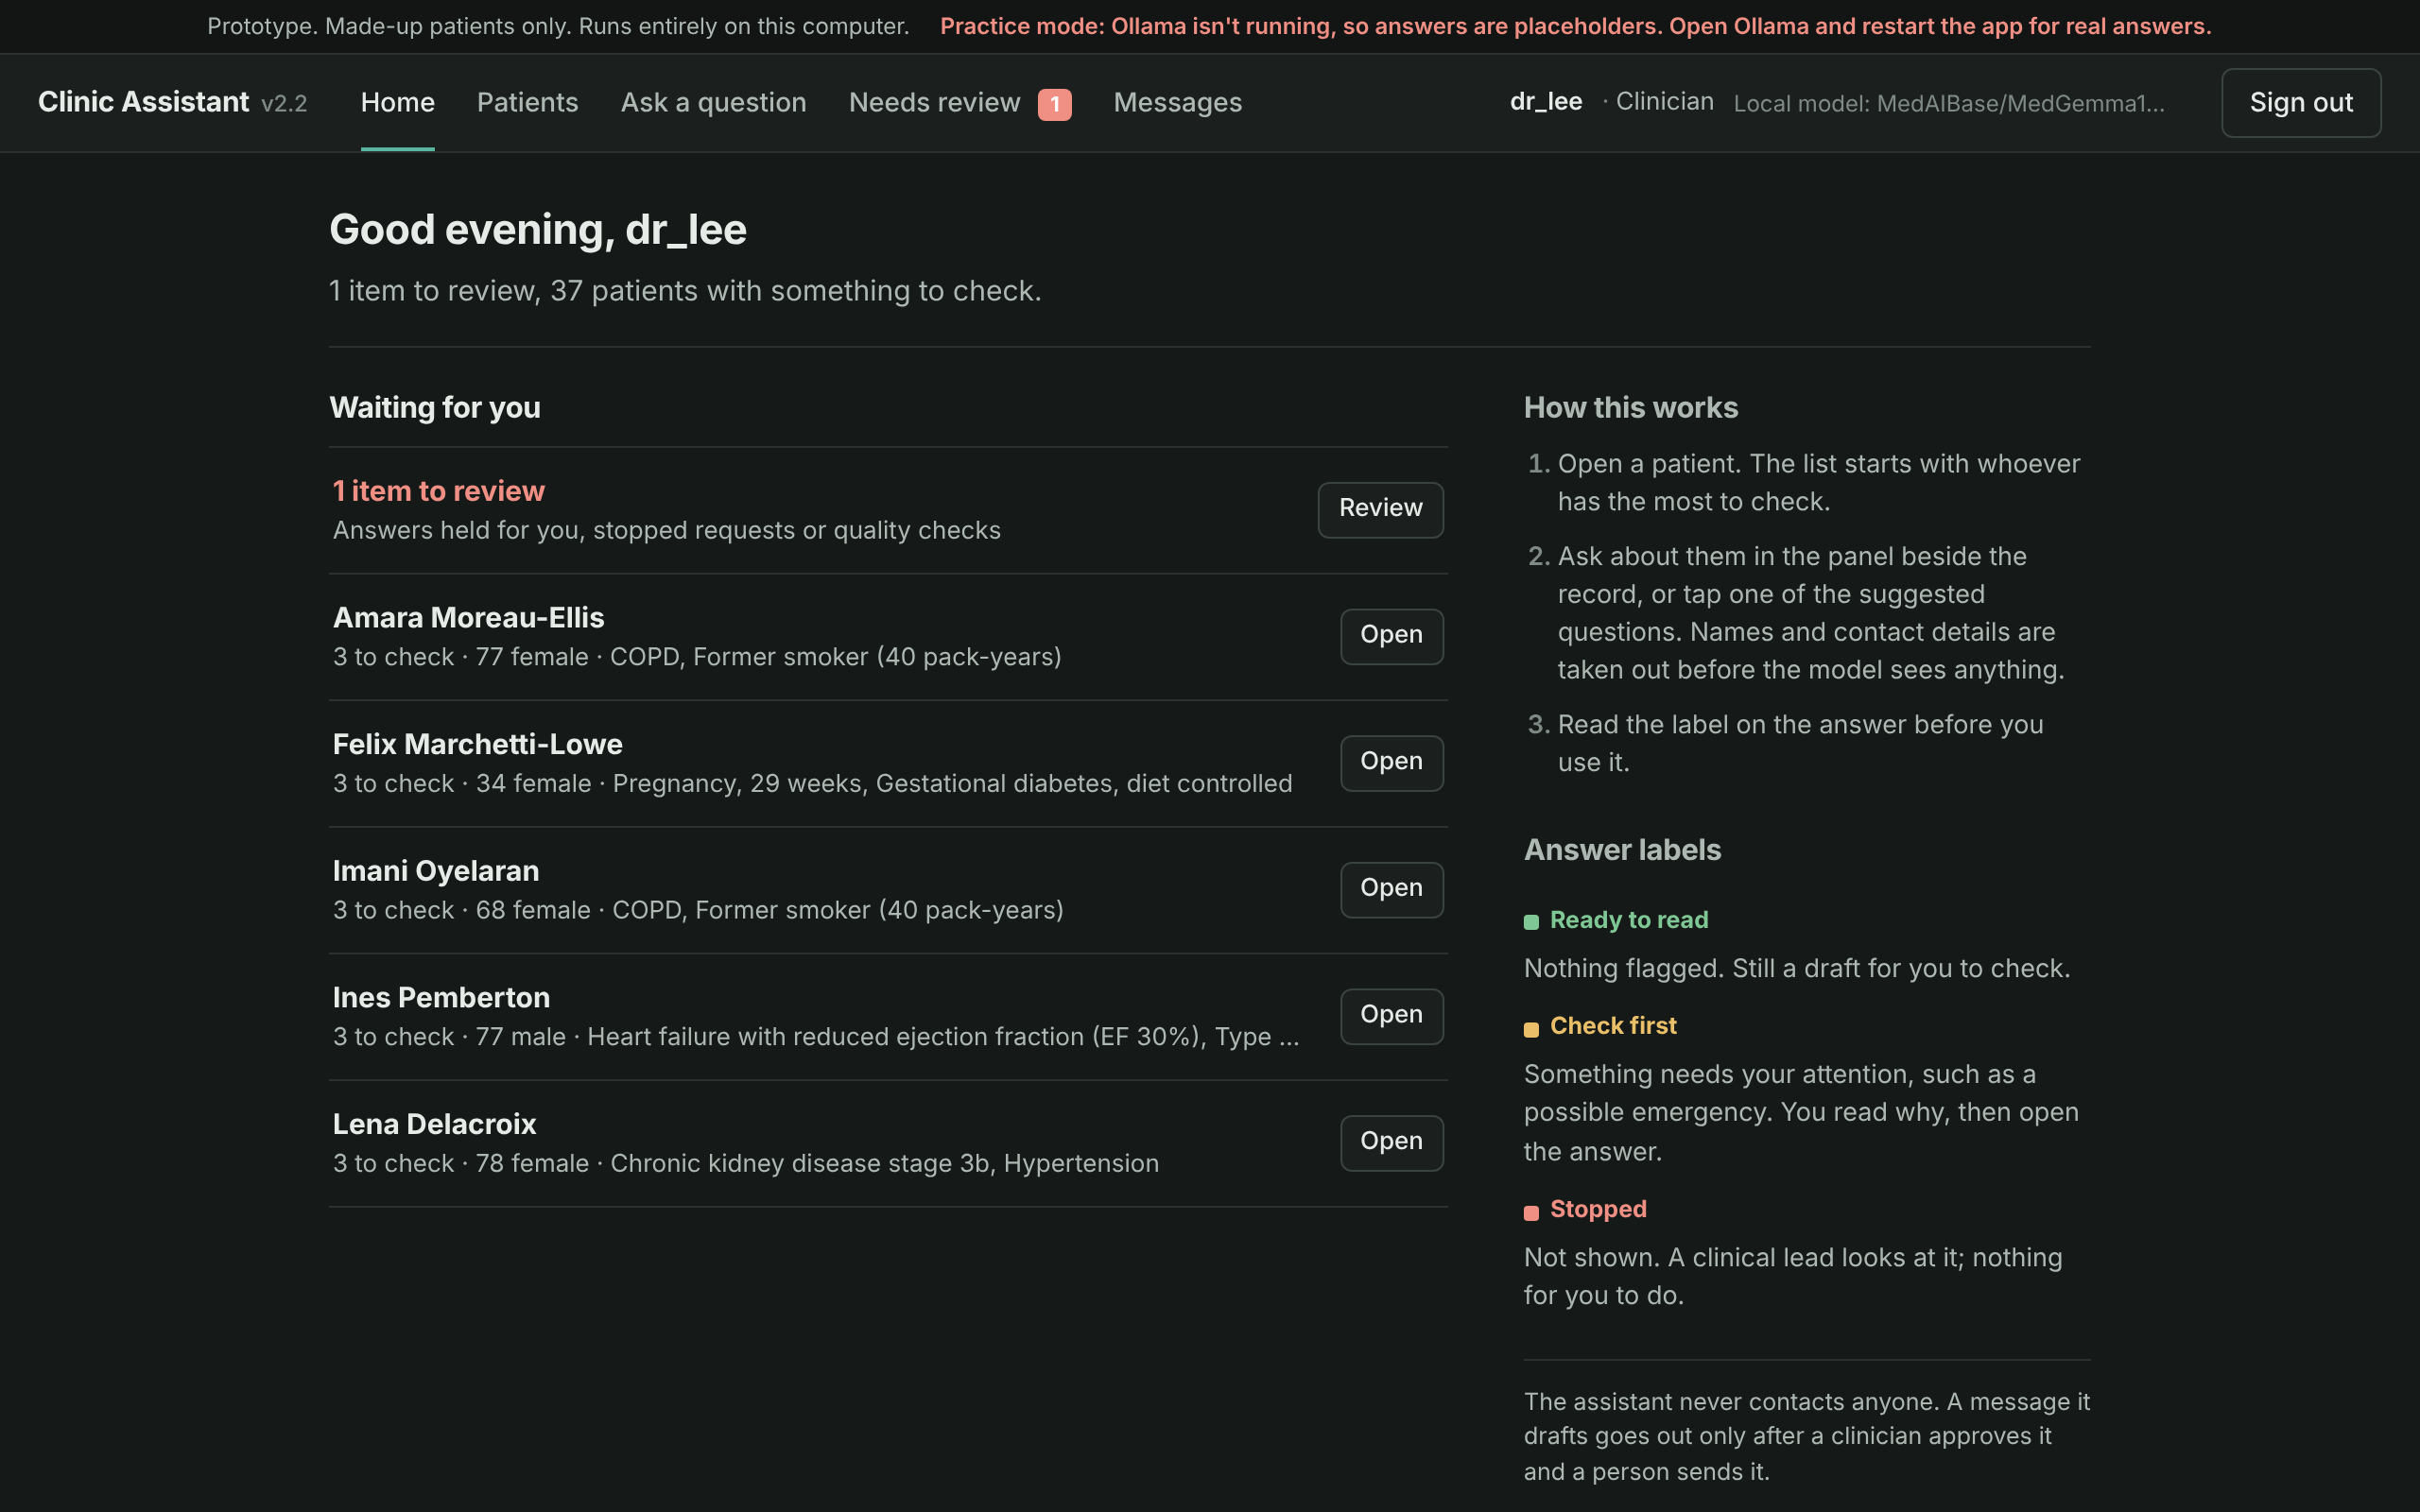 Prototype. Made-up patients only. Runs entirely on this computer. Practice mode: Ollama isn't running, so answers are placeholders. Open Ollama and restart the app for real answers.
Clinic Assistant v2.2 Home Patients Ask a question Needs review 1 Messages dr_lee · Clinician Local model: MedAIBase/MedGemma1... Sign out
Good evening, dr_lee
1 item to review, 37 patients with something to check.
Waiting for you
1 item to review
Answers held for you, stopped requests or quality checks
Review
Amara Moreau-Ellis
3 to check · 77 female · COPD, Former smoker (40 pack-years)
Open
Felix Marchetti-Lowe
3 to check · 34 female · Pregnancy, 29 weeks, Gestational diabetes, diet controlled
Open
Imani Oyelaran
3 to check · 68 female · COPD, Former smoker (40 pack-years)
Open
Ines Pemberton
3 to check · 77 male · Heart failure with reduced ejection fraction (EF 30%), Type ...
Open
Lena Delacroix
3 to check · 78 female · Chronic kidney disease stage 3b, Hypertension
Open
How this works
1. Open a patient. The list starts with whoever
has the most to check.
2. Ask about them in the panel beside the
record, or tap one of the suggested
questions. Names and contact details are
taken out before the model sees anything.
3. Read the label on the answer before you
use it.
Answer labels
Ready to read
Nothing flagged. Still a draft for you to check.
Check first
Something needs your attention, such as a
possible emergency. You read why, then open
the answer.
Stopped
Not shown. A clinical lead looks at it; nothing
for you to do.
The assistant never contacts anyone. A message it
drafts goes out only after a clinician approves it
and a person sends it.